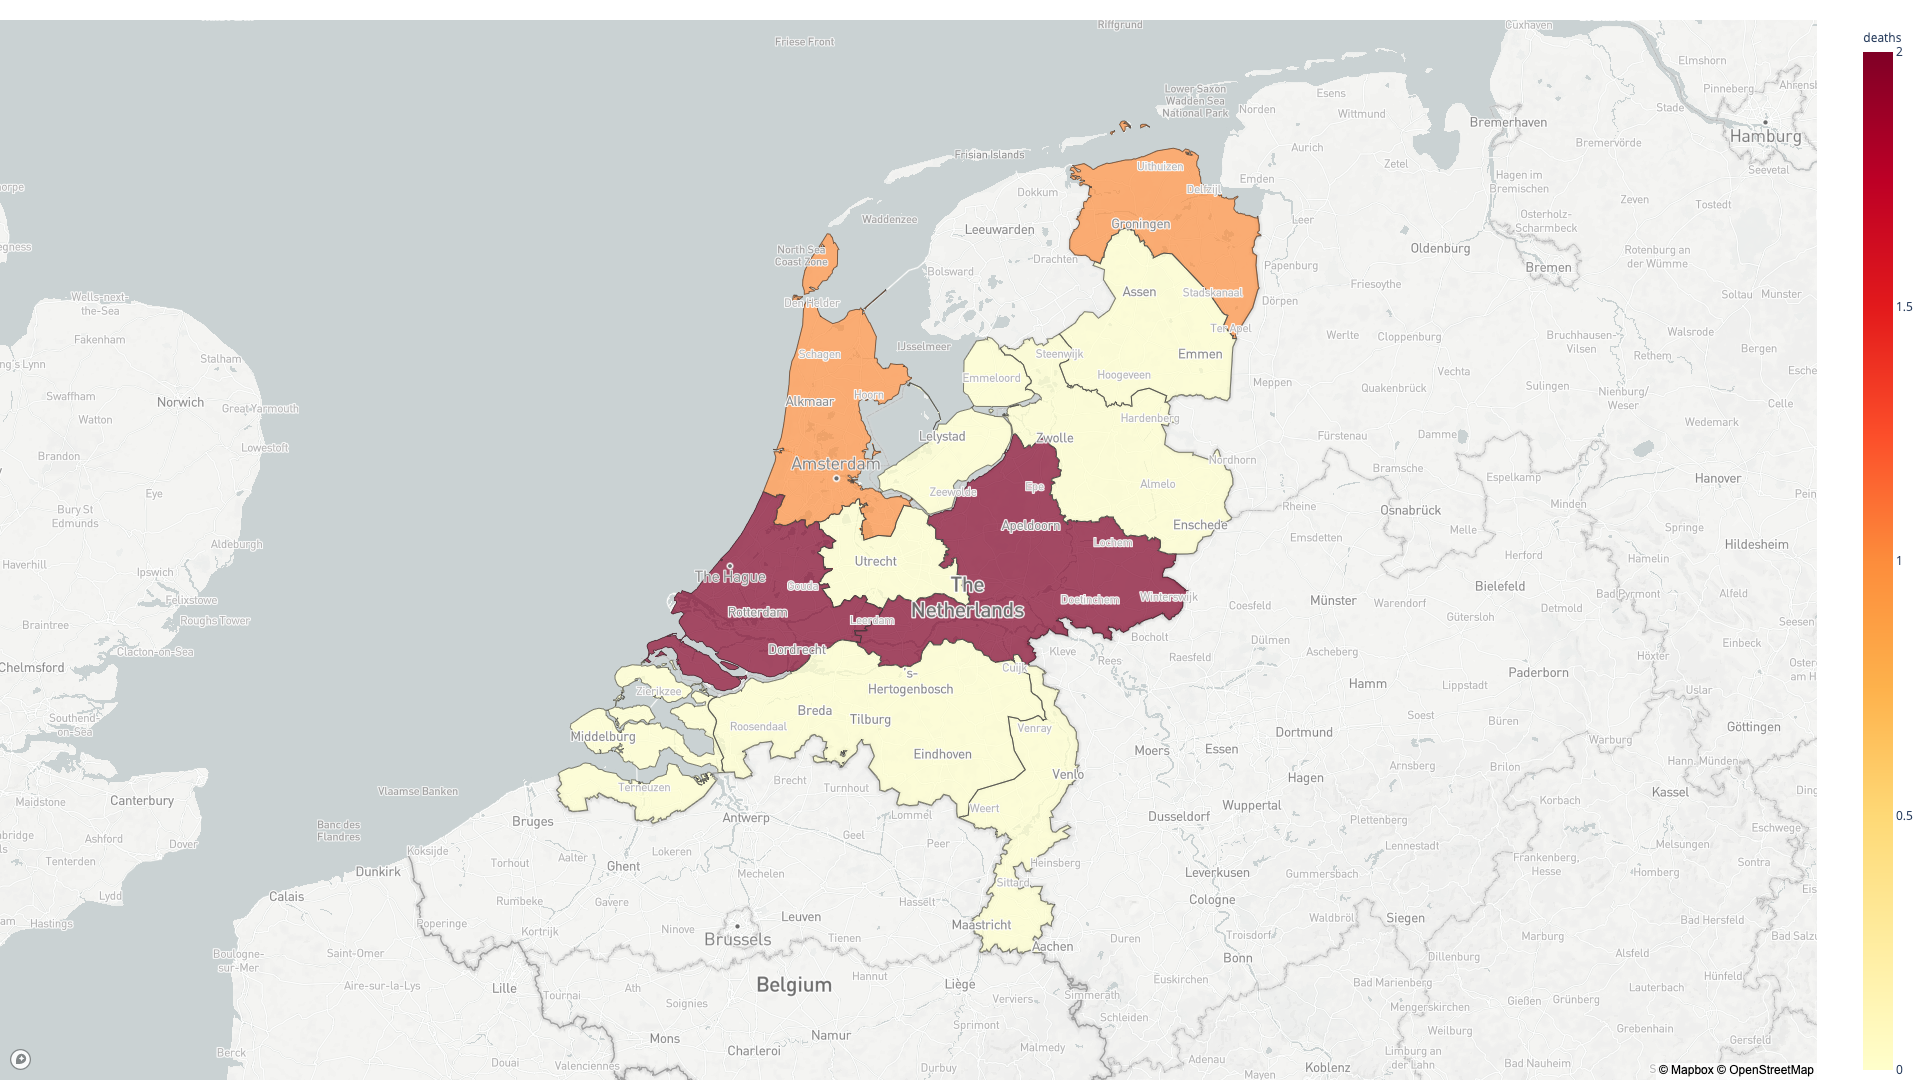 Riffgrund
Cuxhaven
Friese Front
Elmshorn
Lower Saxon
Wadden Sea
National Park
Esens
Norden
Wittmund
Pinneberg
Ahrensb
Stade
Bremerhaven
Hamburg
Bremervörde
Aurich
Frisian Islands
Uithuizen
Zetel
Seevetal
Emden
Hagen im
Bremischen
Delfzijl
Dokkum
orpe
Zeven
Tostedt
Waddenzee
Leer
Osterholz-
Scharmbeck
Groningen
Leeuwarden
egness
North Sea
Coast Zone
Oldenburg
Rotenburg an
der Wümme
Drachten
Papenburg
Bremen
Bolsward
Friesoythe
Assen
Stadskanaal
Wells-next-
the-Sea
Den Helder
Dörpen
Soltau
Munster
Ter Apel
Werlte
Cloppenburg
Bruchhausen-
Vilsen
Walsrode
Fakenham
IJsselmeer
Schagen
Steenwijk
Emmen
Stalham
Rethem
Bergen
ng's Lynn
Emmeloord
Hoogeveen
Vechta
Esche
Meppen
Quakenbrück
Sulingen
Nienburg/
Weser
Swaffham
Norwich
Great Yarmouth
Alkmaar
Hoorn
Celle
Watton
Hardenberg
Wedemark
Lelystad
Zwolle
Fürstenau
Damme
Lowestoft
Brandon
Amsterdam
Nordhorn
Bramsche
Espelkamp
Hanover
Eye
Zeewolde
Epe
Almelo
Pein
Bury St
Edmunds
Rheine
Osnabrück
Minden
Apeldoorn
Enschede
Melle
Springe
Aldeburgh
Lochem
Emsdetten
Hildesheim
Haverhill
Ipswich
Utrecht
Herford
Hamelin
The Hague
Gouda
The
Netherlands
Bielefeld
Bad Pyrmont
Alfeld
Felixstowe
Roughs Tower
Rotterdam
Doetinchem
Winterswijk
Coesfeld
Münster
Warendorf
Detmold
Braintree
Leerdam
Gütersloh
Seesen
Clacton-on-Sea
Dordrecht
Bocholt
Dülmen
Einbeck
Chelmsford
Kleve
Rees
Raesfeld
Ascheberg
Höxter
Oster
am H
Cuijk
Paderborn
's-
Hertogenbosch
Hamm
Lippstadt
Uslar
Zierikzee
Southend-
on-Sea
Breda
Tilburg
Roosendaal
Venray
Soest
Büren
Göttingen
Middelburg
Eindhoven
Moers
Essen
Dortmund
Warburg
Hann. Münden
Venlo
Hagen
Arnsberg
Brilon
Brecht
Turnhout
Terneuzen
Vlaamse Banken
Kassel
Ding
Maidstone
Canterbury
Weert
Wuppertal
Korbach
Antwerp
Lommel
Dusseldorf
Plettenberg
Bruges
Banc des
Flandres
nbridge
ls
Ashford
Dover
Geel
Peer
Lennestadt
Eschwege
Melsungen
Tenterden
Koksijde
Lokeren
Aalter
Torhout
Ghent
Heinsberg
Frankenberg,
Hesse
Sontra
Dunkirk
Mechelen
Leverkusen
Gummersbach
Homberg
Sittard
Lydd
Calais
Rumbeke
Gavere
Hasselt
Cologne
Eis
am
Hastings
Poperinge
Leuven
Maastricht
Waldbröl
Siegen
Bad Hersfeld
Kortrijk
Ninove
Brussels
Tienen
Duren
Troisdorf
Marburg
Bad Salzu
Aachen
Boulogne-
sur-Mer
Saint-Omer
Bonn
Dillenburg
Alsfeld
Hannut
Euskirchen
Hünfeld
Aire-sur-la-Lys
Lille
Tournai
Ath
Belgium
Liège
Bad Marienberg
Lauterbach
Soignies
Verviers
Simmerath
Gießen
Grünberg
Mengerskirchen
Schleiden
Sprimont
Weilburg
Grebenhain
Mons
Namur
Malmedy
Gersfeld
Berck
Charleroi
Limburg an
der Lahn
Douai
Valenciennes
Durbuy
Adenau
Mayen
Koblenz
Bad Nauheim
© Mapbox © OpenStreetMap
deaths
2
1.5
1
0.5
0